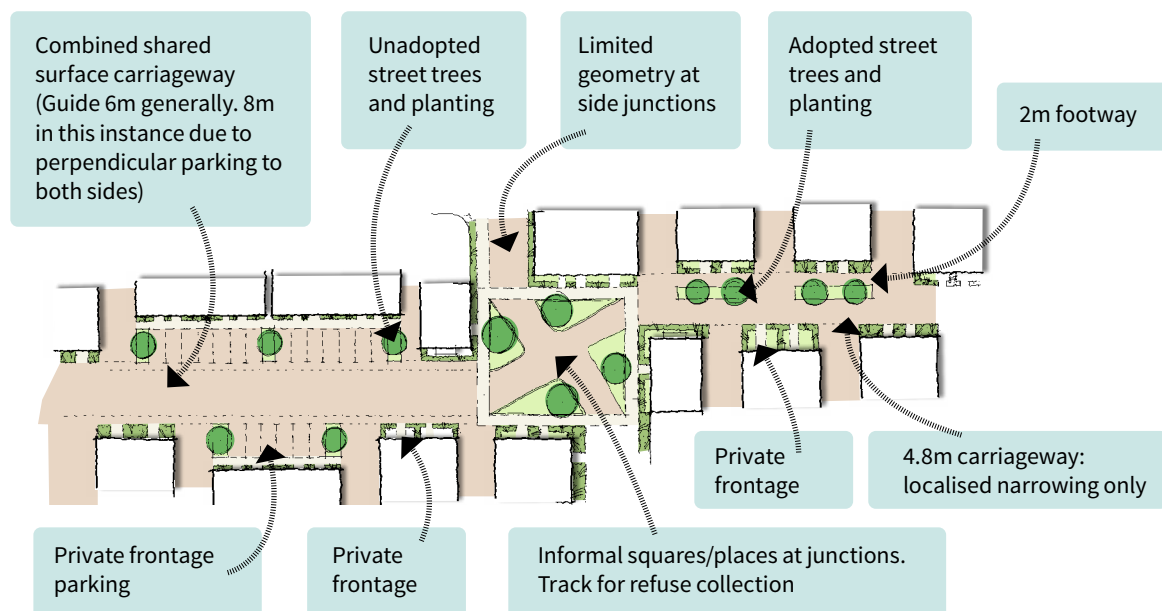 Combined shared
surface carriageway
(Guide 6m generally. 8m
in this instance due to
perpendicular parking to
both sides)
Unadopted
street trees
and planting
Limited
geometry at
side junctions
Adopted street
trees and
planting
2m footway
Private
frontage
4.8m carriageway:
localised narrowing only
Private frontage
parking
Private
frontage
Informal squares/places at junctions.
Track for refuse collection